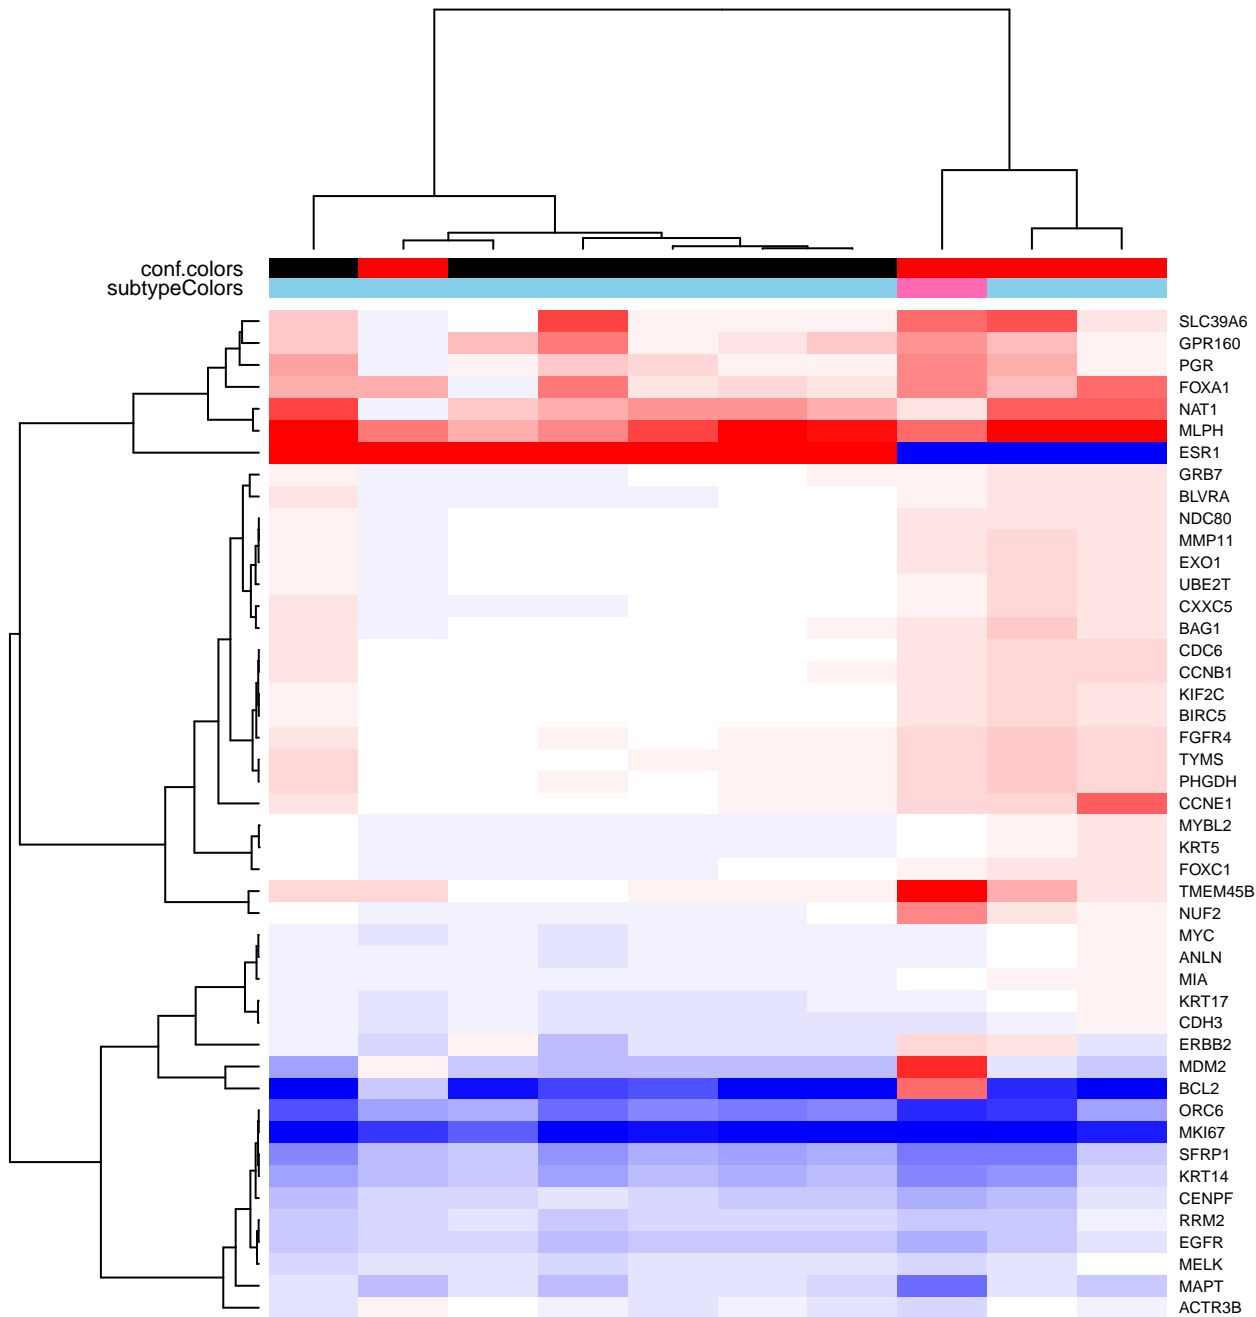 conf.colors
subtypeColors
SLC39A6
GPR160
PGR
FOXA1
NAT1
MLPH
ESR1
GRB7
BLVRA
NDC80
MMP11
EXO1
UBE2T
CXXC5
BAG1
CDC6
CCNB1
KIF2C
BIRC5
FGFR4
TYMS
PHGDH
CCNE1
MYBL2
KRT5
FOXC1
TMEM45B
NUF2
MYC
ANLN
MIA
KRT17
CDH3
ERBB2
MDM2
BCL2
ORC6
MKI67
SFRP1
KRT14
CENPF
RRM2
EGFR
MELK
MAPT
ACTR3B